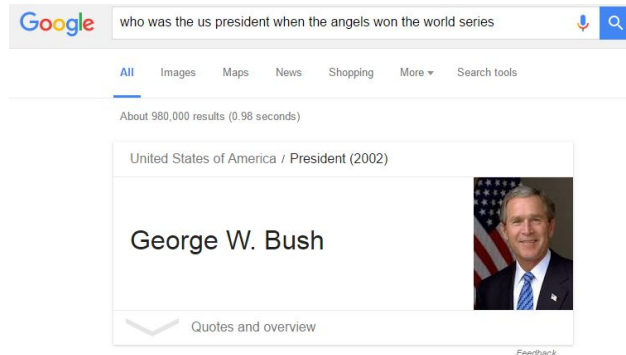 Google who was the us president when the angels won the world series
All Images Maps News Shopping More Search tools
About 980,000 results (0.98 seconds)
United States of America / President (2002)
George W. Bush
Quotes and overview
Feedback